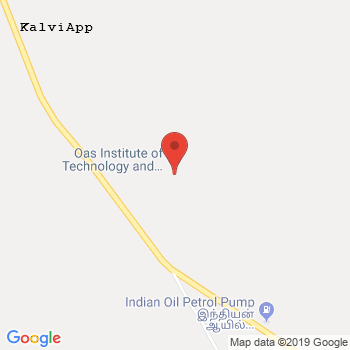 KalviApp
Oas Institute of
Technology and...
Indian Oil Petrol Pump
இந்தியன்
ஆயில்...
Google
Map data ©2019 Google